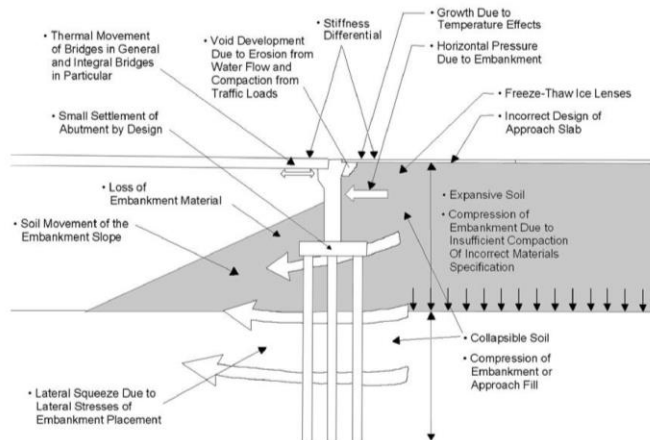 • Thermal Movement
of Bridges in General
and Integral Bridges
in Particular
• Void Development
Due to Erosion from
Water Flow and
Compaction from
Traffic Loads
• Stiffness
Differential
• Growth Due to
Temperature Effects
• Horizontal Pressure
Due to Embankment
• Freeze-Thaw Ice Lenses
• Incorrect Design of
Approach Slab
• Small Settlement of
Abutment by Design
• Loss of
Embankment Material
• Soil Movement of the
Embankment Slope
• Expansive Soil
• Compression of
Embankment Due to
Insufficient Compaction
Of Incorrect Materials
Specification
• Collapsible Soil
• Compression of
Embankment or
Approach Fill
• Lateral Squeeze Due to
Lateral Stresses of
Embankment Placement